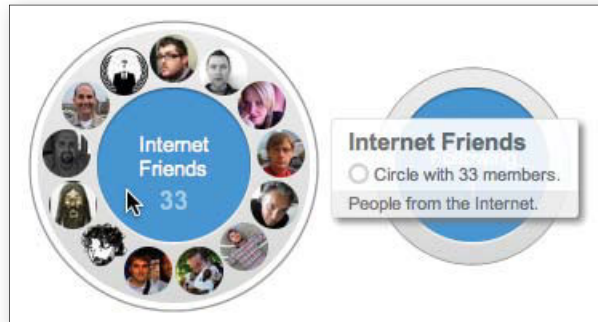 Internet
Friends
33
Internet Friends
Circle with 33 members.
People from the Internet.